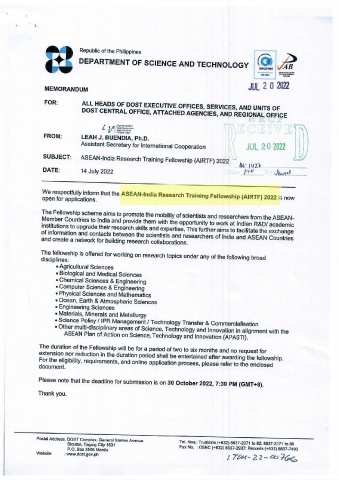 Republic of the Philippines
DEPARTMENT OF SCIENCE AND TECHNOLOGY
JUL 20 2022
MEMORANDUM
FOR: ALL HEADS OF DOST EXECUTIVE OFFICES, SERVICES, AND UNITS OF
DOST CENTRAL OFFICE, ATTACHED AGENCIES, AND REGIONAL OFFICE
RECEIVED
JUL 20 2022
FROM: LEAH J. BUENDIA, Ph.D.
Assistant Secretary for International Cooperation
SUBJECT: ASEAN-India Research Training Fellowship (AIRTF) 2022
DATE: 14 July 2022
We respectfully inform that the ASEAN-India Research Training Fellowship (AIRTF) 2022 is now
open for applications.
The Fellowship scheme aims to promote the mobility of scientists and researchers from the ASEAN-
Member Countries to India and provide them with the opportunity to work at Indian R&D/ academic
institutions to upgrade their research skills and expertise. This further aims to facilitate the exchange
of information and contacts between the scientists and researchers of India and ASEAN Countries
and create a network for building research collaborations.
The fellowship is offered for working on research topics under any of the following broad
disciplines:
• Agricultural Sciences
• Biological and Medical Sciences
• Chemical Sciences & Engineering
• Computer Science & Engineering
• Physical Sciences and Mathematics
• Ocean, Earth & Atmospheric Sciences
• Engineering Sciences
• Materials, Minerals and Metallurgy
• Science Policy / IPR Management / Technology Transfer & Commercialisation
• Other multi-disciplinary areas of Science, Technology and Innovation in alignment with the
ASEAN Plan of Action on Science, Technology and Innovation (APASTI).
The duration of the Fellowship will be for a period of two to six months and no request for
extension nor reduction in the duration period shall be entertained after awarding the fellowship.
For the eligibility, requirements, and online application process, please refer to the enclosed
document.
Please note that the deadline for submission is on 30 October 2022, 7:30 PM (GMT+8).
Thank you.
Postal Address: DOST Complex, General Santos Avenue
Bicutan, Taguig City 1631
P.O. Box 3596 Manila
Website : www.dost.gov.ph
Tel. Nos.: Trunkline (+632) 8837-2071 to 82, 8837-3171 to 89
Fax No. : OSEC (+632) 8837-2937; Records (+632) 8837-7493